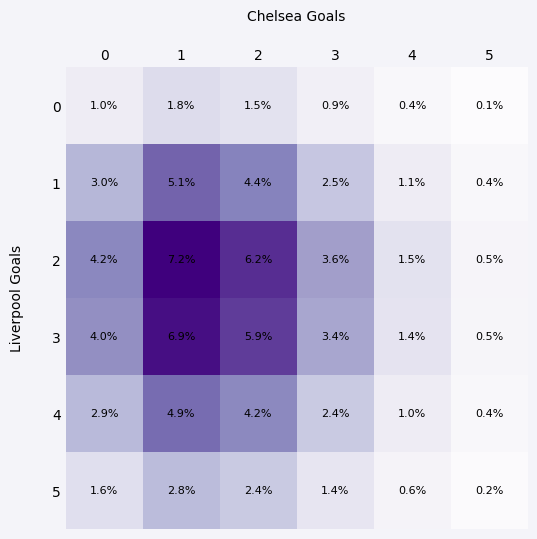 Chelsea Goals
0 1 2 3 4 5
0 1.0% 1.8% 1.5% 0.9% 0.4% 0.1%
1 3.0% 5.1% 4.4% 2.5% 1.1% 0.4%
2 4.2% 7.2% 6.2% 3.6% 1.5% 0.5%
3 4.0% 6.9% 5.9% 3.4% 1.4% 0.5%
4 2.9% 4.9% 4.2% 2.4% 1.0% 0.4%
5 1.6% 2.8% 2.4% 1.4% 0.6% 0.2%
Liverpool Goals